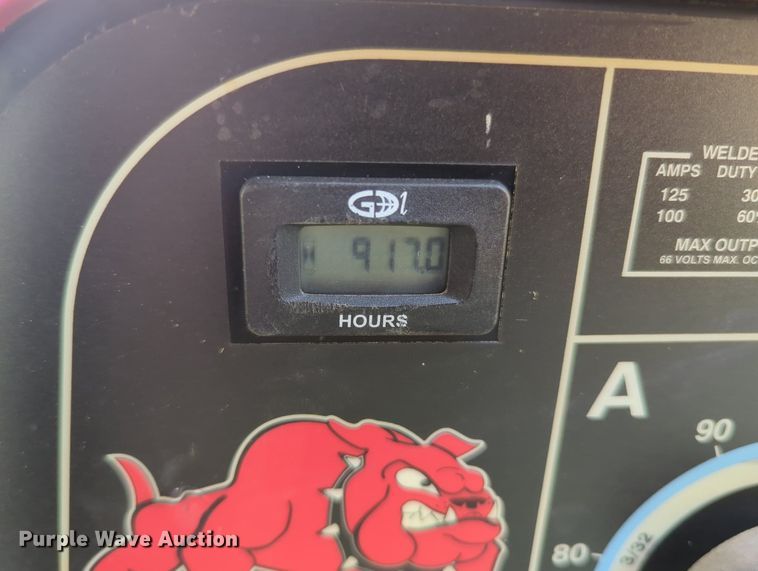 GDI
917.0
HOURS
WELDE
AMPS DUTY
125 30
100 60%
MAX OUTP
66 VOLTS MAX. OC
A
90
80
3/32
Purple Wave Auction